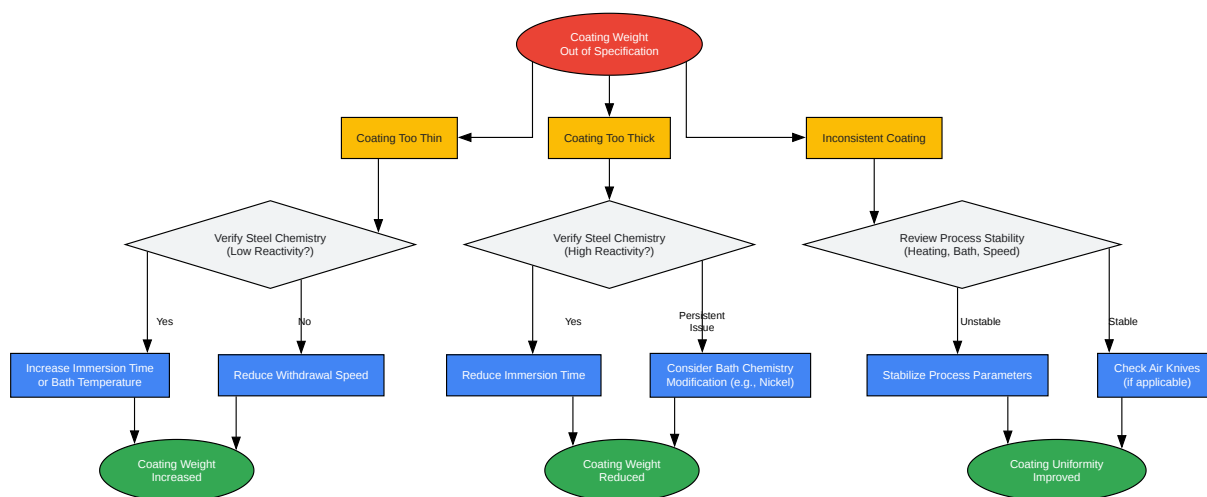 Coating Weight
Out of Specification
Coating Too Thin
Coating Too Thick
Inconsistent Coating
Verify Steel Chemistry
(Low Reactivity?)
Verify Steel Chemistry
(High Reactivity?)
Review Process Stability
(Heating, Bath, Speed)
Yes
No
Yes
Persistent
Issue
Unstable
Stable
Increase Immersion Time
or Bath Temperature
Reduce Withdrawal Speed
Reduce Immersion Time
Consider Bath Chemistry
Modification (e.g., Nickel)
Stabilize Process Parameters
Check Air Knives
(if applicable)
Coating Weight
Increased
Coating Weight
Reduced
Coating Uniformity
Improved